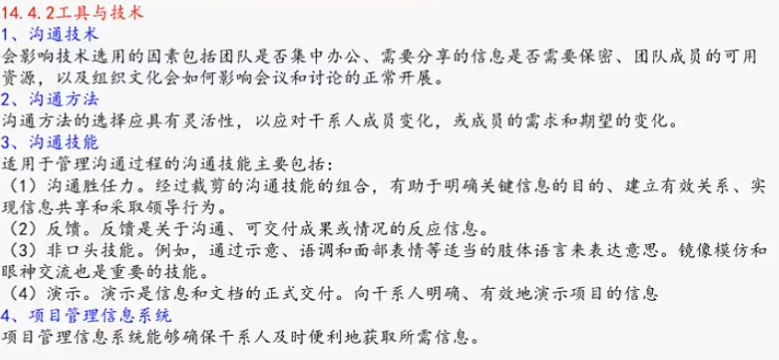 14.4.2工具与技术
1、沟通技术
会影响技术选用的因素包括团队是否集中办公、需要分享的信息是否需要保密、团队成员的可用
资源，以及组织文化会如何影响会议和讨论的正常开展。
2、沟通方法
沟通方法的选择应具有灵活性，以应对干系人成员变化，或成员的需求和期望的变化。
3、沟通技能
适用于管理沟通过程的沟通技能主要包括：
（1）沟通胜任力。经过裁剪的沟通技能的组合，有助于明确关键信息的目的、建立有效关系、实
现信息共享和采取领导行为。
（2）反馈。反馈是关于沟通、可交付成果或情况的反应信息。
（3）非口头技能。例如，通过示意、语调和面部表情等适当的肢体语言来表达意思。镜像模仿和
眼神交流也是重要的技能。
（4）演示。演示是信息和文档的正式交付。向干系人明确、有效地演示项目的信息
4、项目管理信息系统
项目管理信息系统能够确保干系人及时便利地获取所需信息。